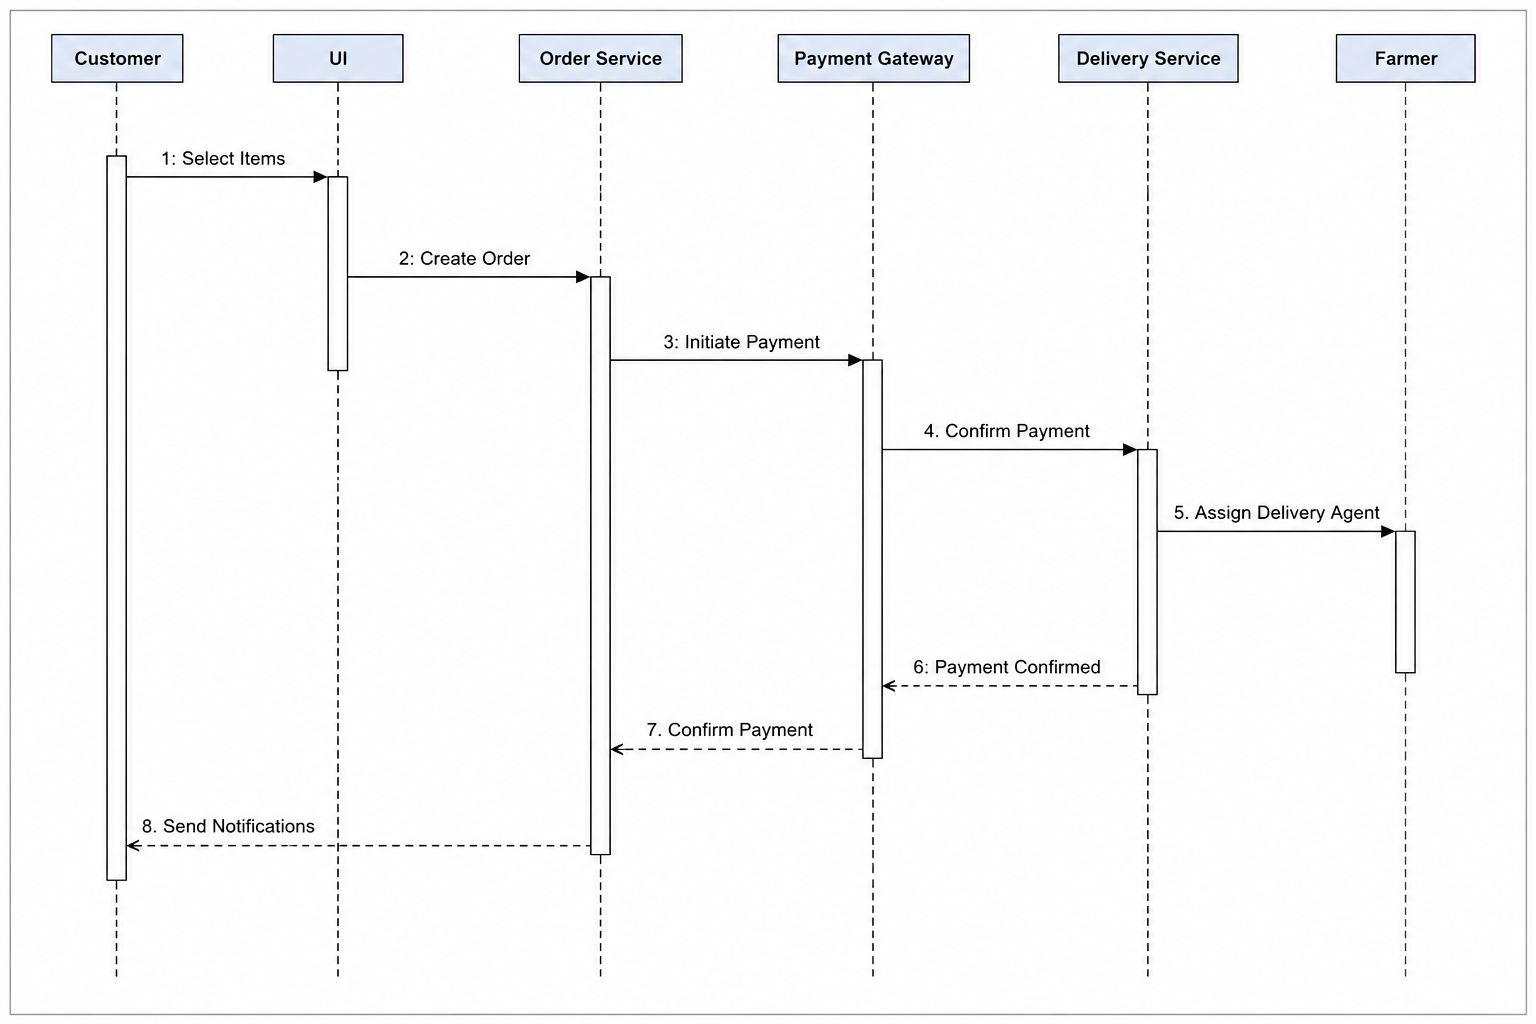 Customer
UI
Order Service
Payment Gateway
Delivery Service
Farmer
1: Select Items
2: Create Order
3: Initiate Payment
4. Confirm Payment
5. Assign Delivery Agent
6: Payment Confirmed
7. Confirm Payment
8. Send Notifications